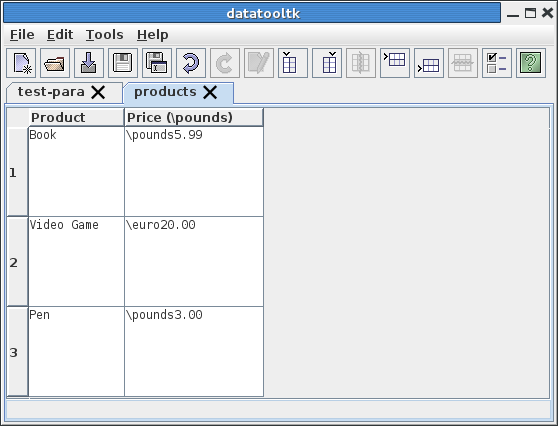 datatooltk
File Edit Tools Help
test-para products
Product Price (\pounds)
1 Book \pounds5.99
2 Video Game \euro20.00
3 Pen \pounds3.00